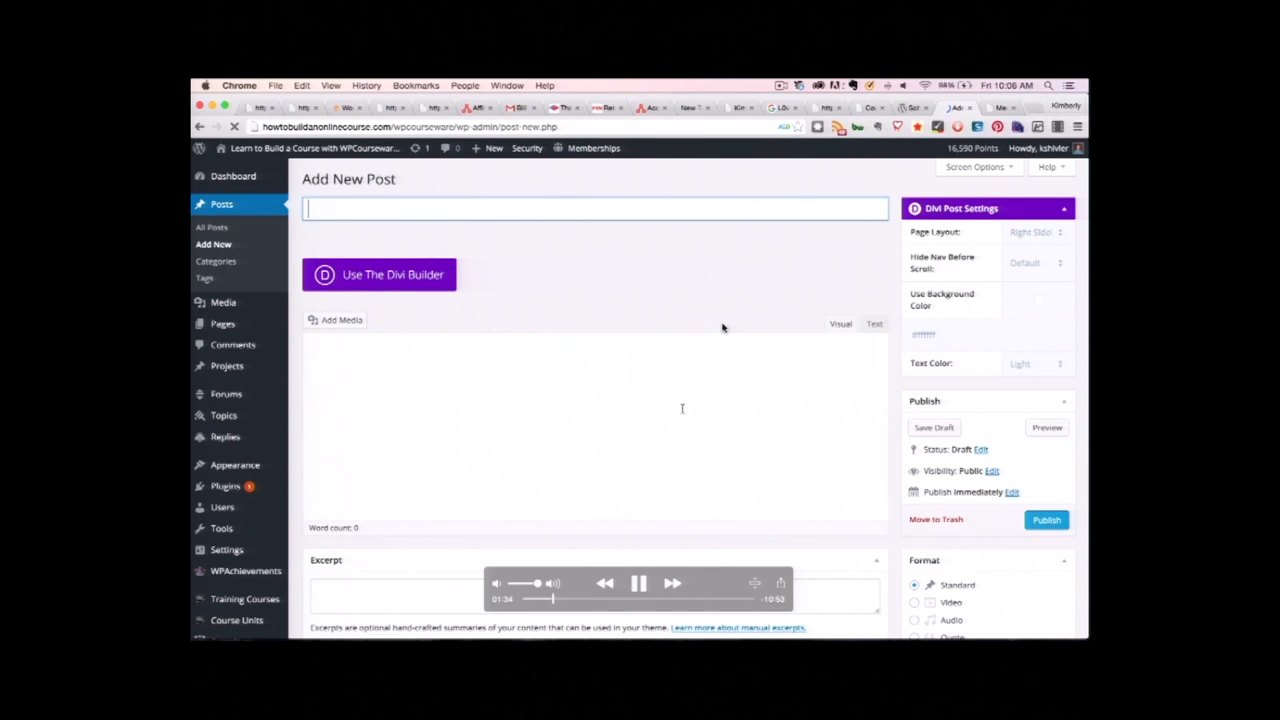 Chrome File Edit View History Bookmarks People Window Help 98% Fri 10:06 AM
Kimberly
howtobuildanonlinecourse.com/wpcourseware/wp-admin/post-new.php
Learn to Build a Course with WPCoursewar... 1 0 + New Security Memberships 16,590 Points Howdy, kshivler
Screen Options Help
Dashboard
Posts
All Posts
Add New
Categories
Tags
Media
Pages
Comments
Projects
Forums
Topics
Replies
Appearance
Plugins 1
Users
Tools
Settings
WPAchievements
Training Courses
Course Units
Add New Post
D Use The Divi Builder
Add Media
Visual Text
Word count: 0
Excerpt
Excerpts are optional hand-crafted summaries of your content that can be used in your theme. Learn more about manual excerpts.
01:34 -10:53
D Divi Post Settings
Page Layout: Right Side
Hide Nav Before
Scroll:
Default
Use Background
Color
#ffffff
Text Color: Light
Publish
Save Draft Preview
Status: Draft Edit
Visibility: Public Edit
Publish immediately Edit
Move to Trash Publish
Format
Standard
Video
Audio
Quote